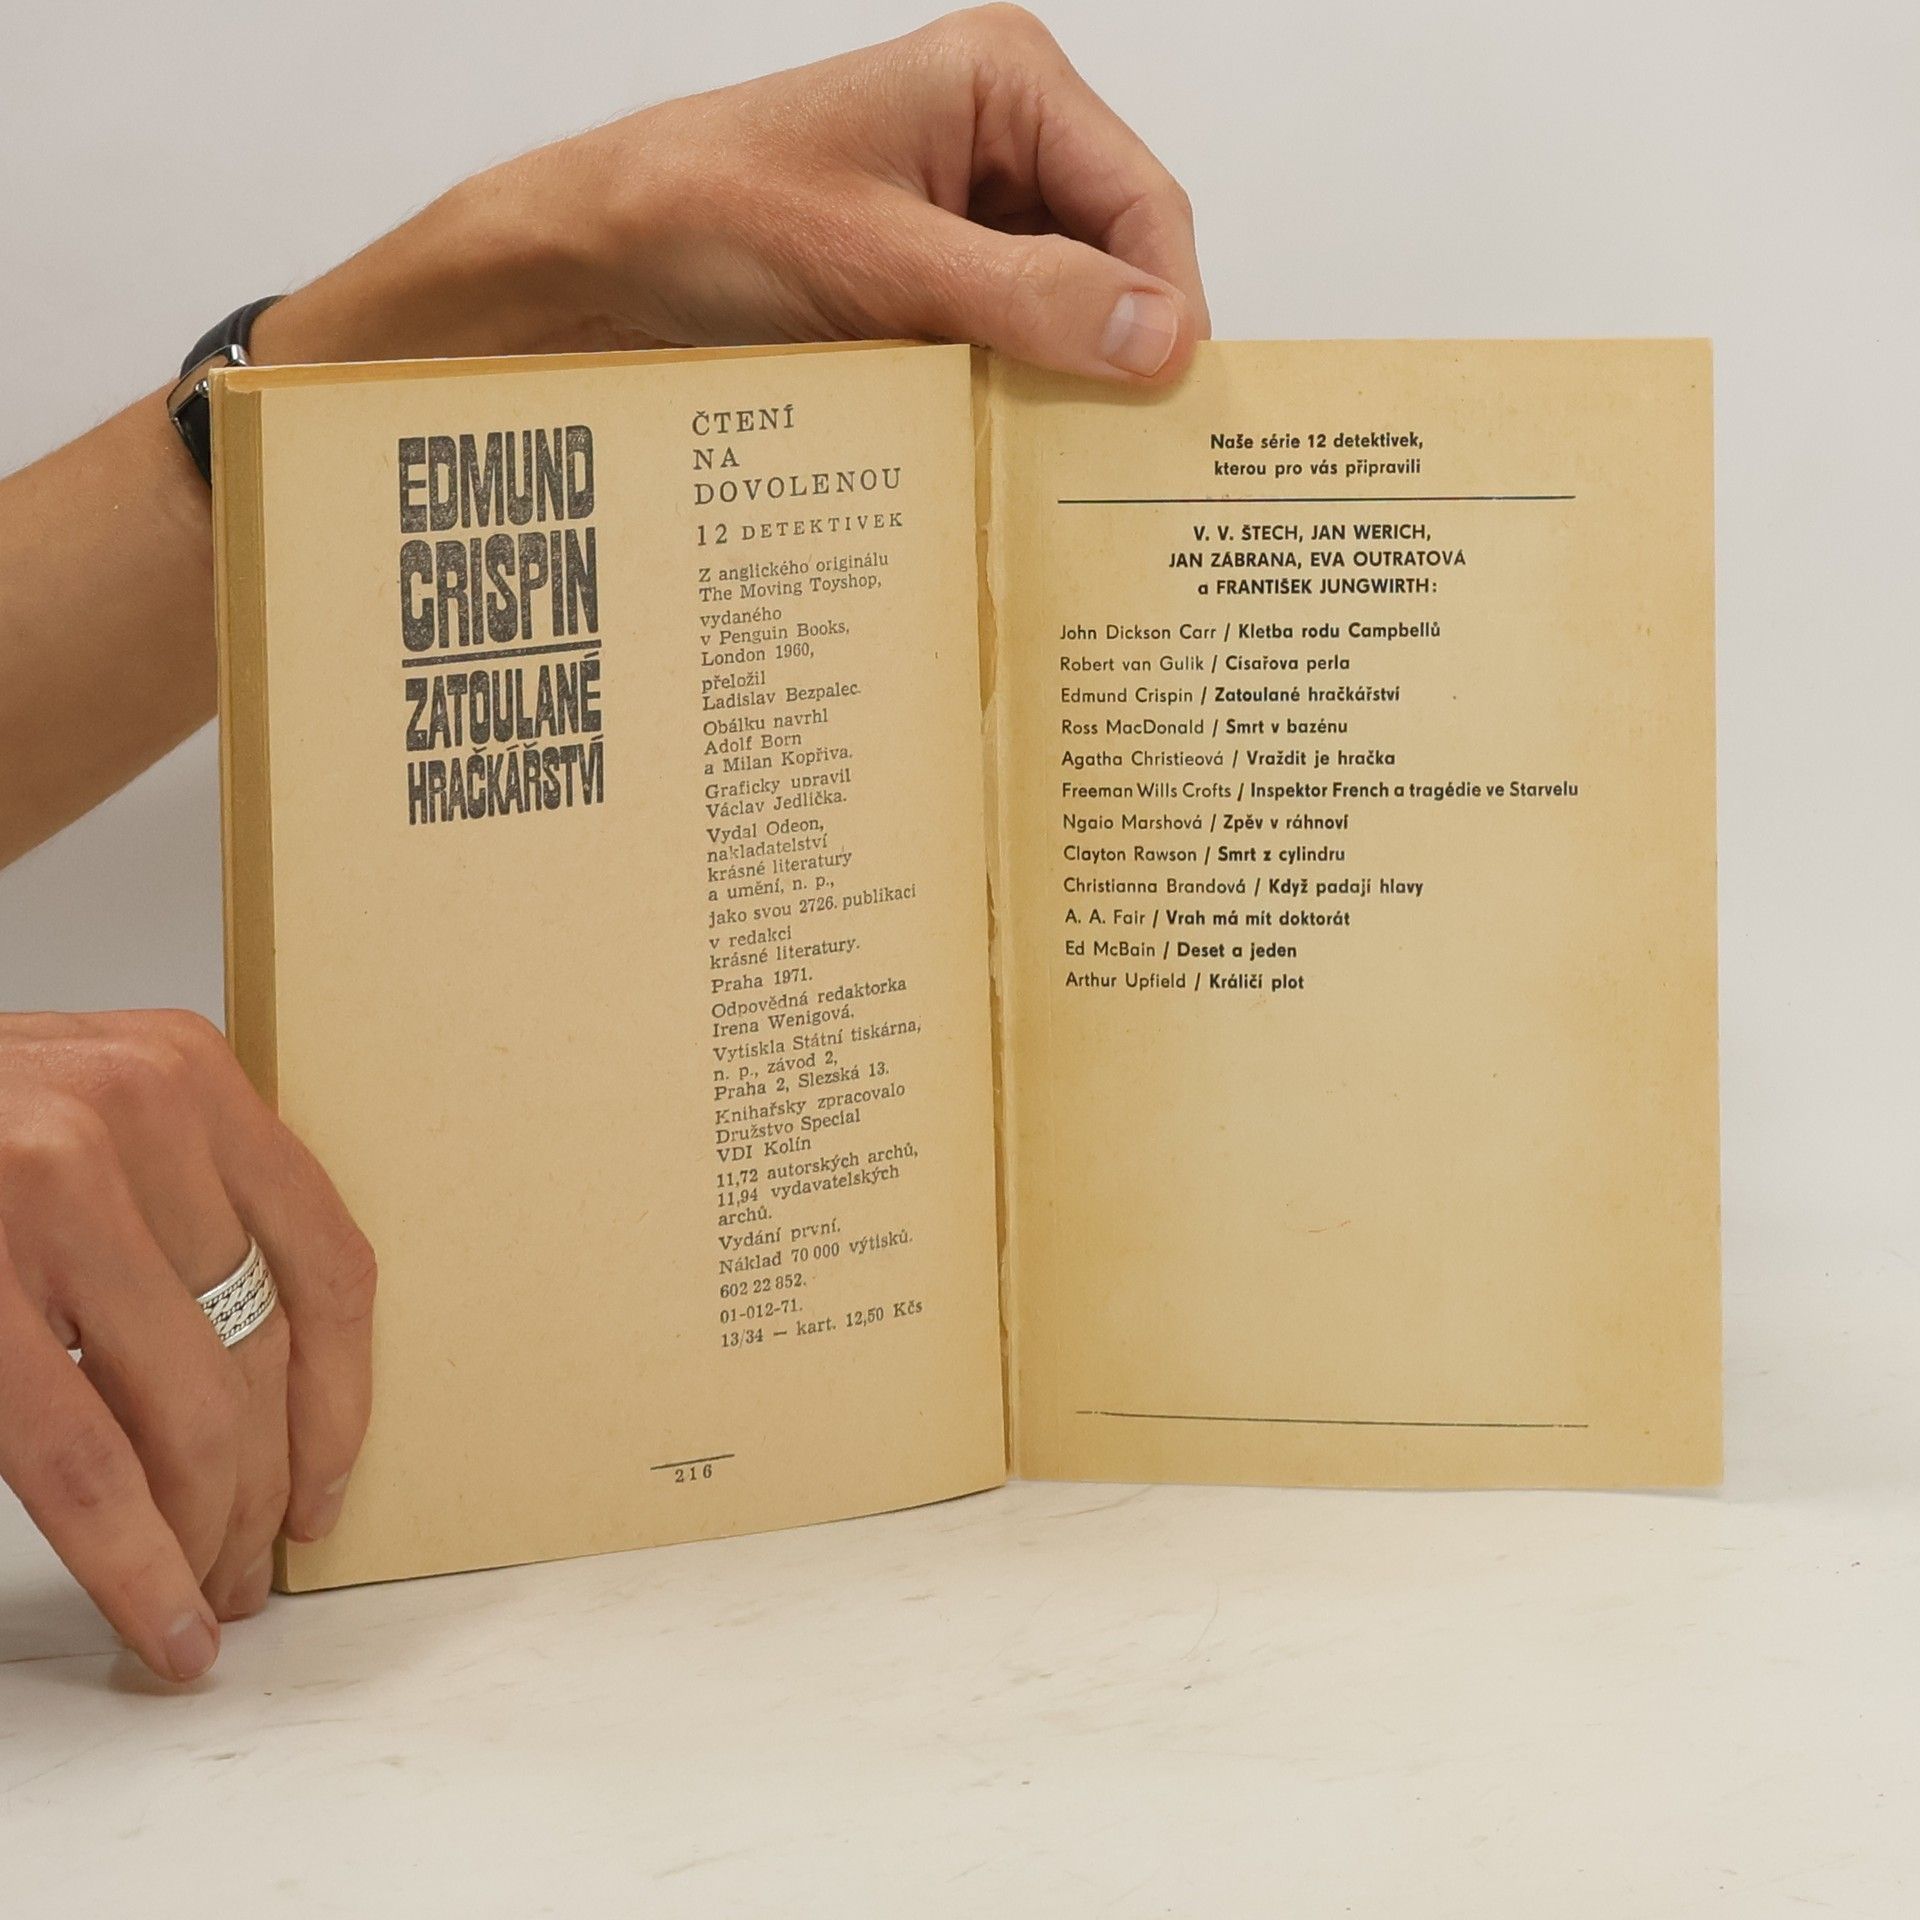 EDMUND
CRISPIN
ZATOULANÉ
HRAČKÁŘSTVÍ
ČTENÍ
NA
DOVOLENOU
12 DETEKTIVEK
Z anglického originálu
The Moving Toyshop,
vydaného
v Penguin Books,
London 1960,
přeložil
Ladislav Bezpalec.
Obálku navrhl
Adolf Born
a Milan Kopřiva.
Graficky upravil
Václav Jedlička.
Vydal Odeon,
nakladatelství
krásné literatury
a umění, n. p.,
jako svou 2726. publikaci
v redakci
krásné literatury.
Praha 1971.
Odpovědná redaktorka
Irena Wenigová.
Vytiskla Státní tiskárna,
n. p., závod 2,
Praha 2, Slezská 13.
Knihařsky zpracovalo
Družstvo Special
VDI Kolín
11,72 autorských archů,
11,94 vydavatelských
archů.
Vydání první.
Náklad 70 000 výtisků.
602 22 852.
01-012-71.
13/34 — kart. 12,50 Kčs
216
Naše série 12 detektivek,
kterou pro vás připravili
V. V. ŠTECH, JAN WERICH,
JAN ZÁBRANA, EVA OUTRATOVÁ
a FRANTIŠEK JUNGWIRTH:
John Dickson Carr / Kletba rodu Campbellů
Robert van Gulik / Císařova perla
Edmund Crispin / Zatoulané hračkářství
Ross MacDonald / Smrt v bazénu
Agatha Christieová / Vraždit je hračka
Freeman Wills Crofts / Inspektor French a tragédie ve Starvelu
Ngaio Marshová / Zpěv v ráhnoví
Clayton Rawson / Smrt z cylindru
Christianna Brandová / Když padají hlavy
A. A. Fair / Vrah má mít doktorát
Ed McBain / Deset a jeden
Arthur Upfield / Králičí plot